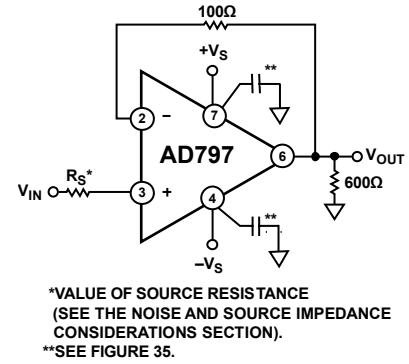 100Ω
+VS
**
2
−
7
AD797
6
VOUT
RS*
VIN
3
+
4
600Ω
**
−VS
*VALUE OF SOURCE RESISTANCE
(SEE THE NOISE AND SOURCE IMPEDANCE
CONSIDERATIONS SECTION).
**SEE FIGURE 35.